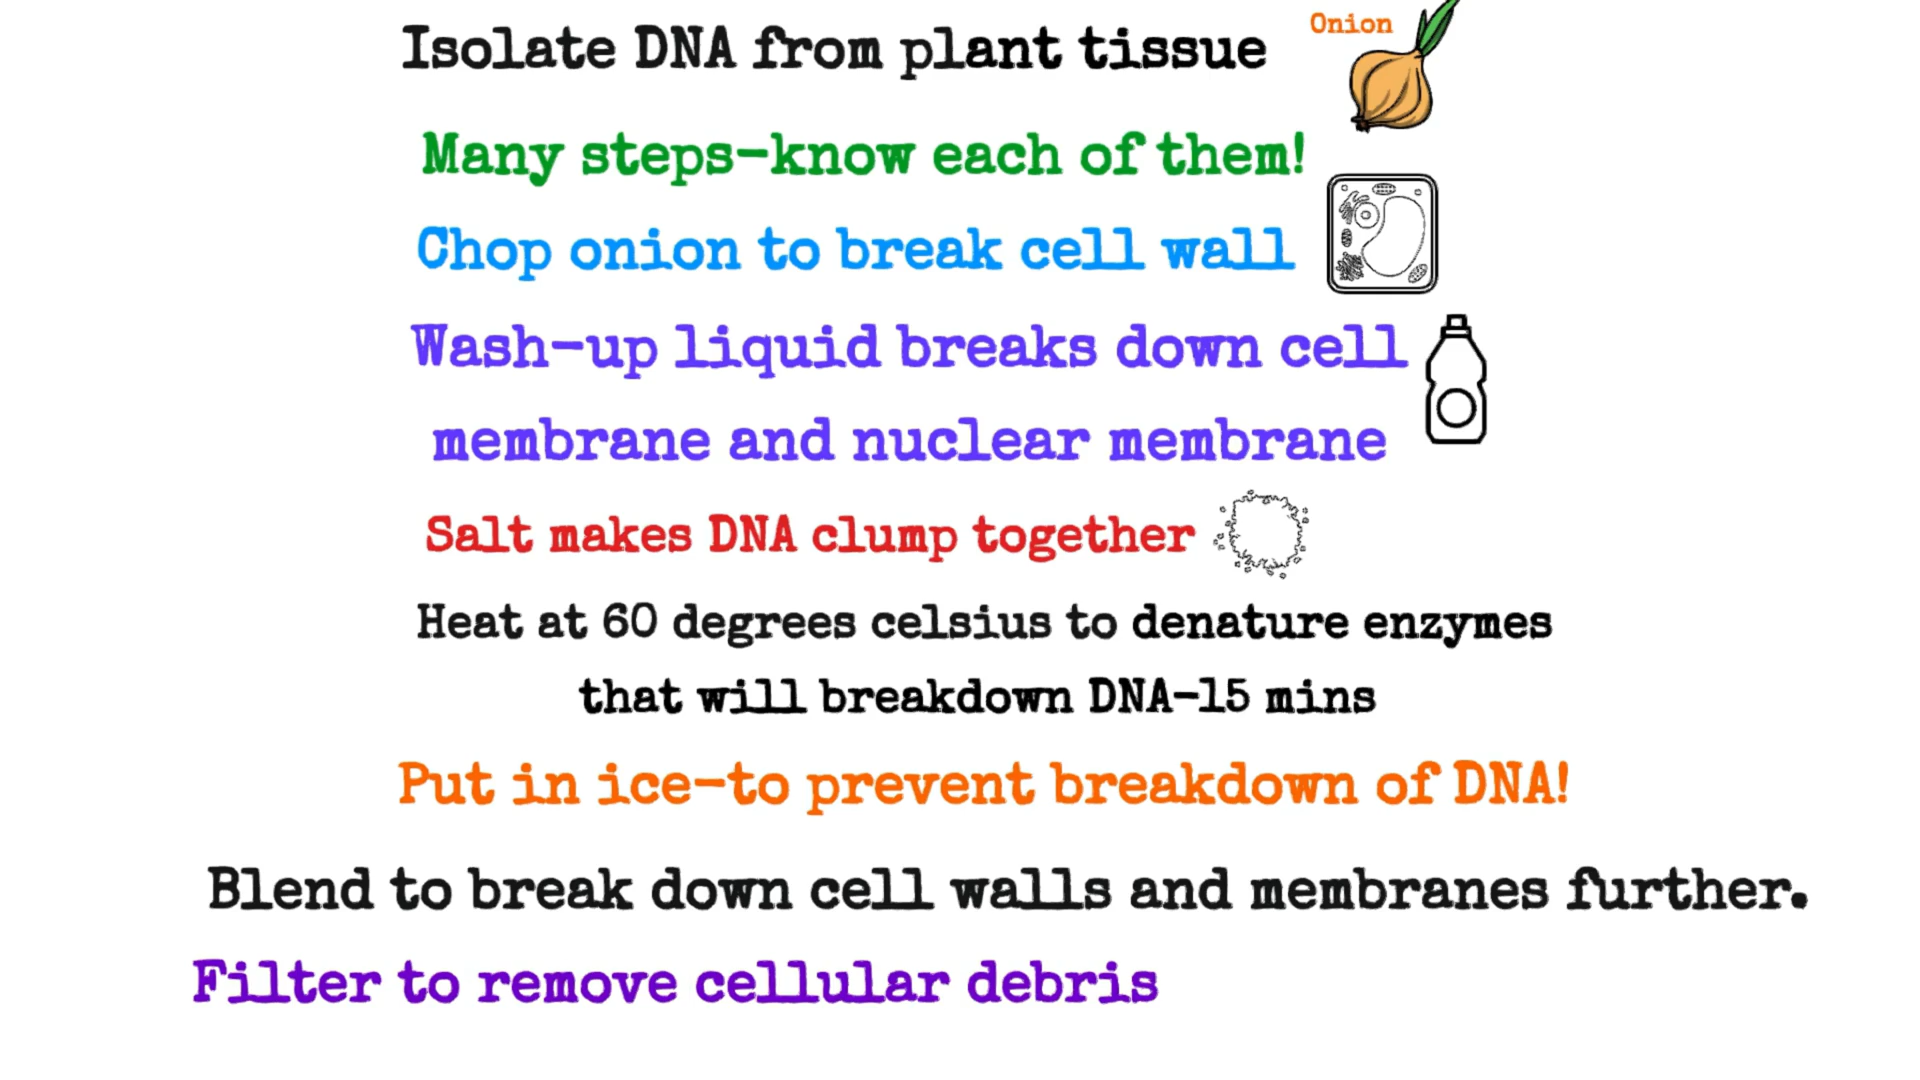 Isolate DNA from plant tissue
Onion
Many steps-know each of them!
Chop onion to break cell wall
Wash-up liquid breaks down cell
membrane and nuclear membrane
Salt makes DNA clump together
Heat at 60 degrees celsius to denature enzymes
that will breakdown DNA-15 mins
Put in ice-to prevent breakdown of DNA!
Blend to break down cell walls and membranes further.
Filter to remove cellular debris